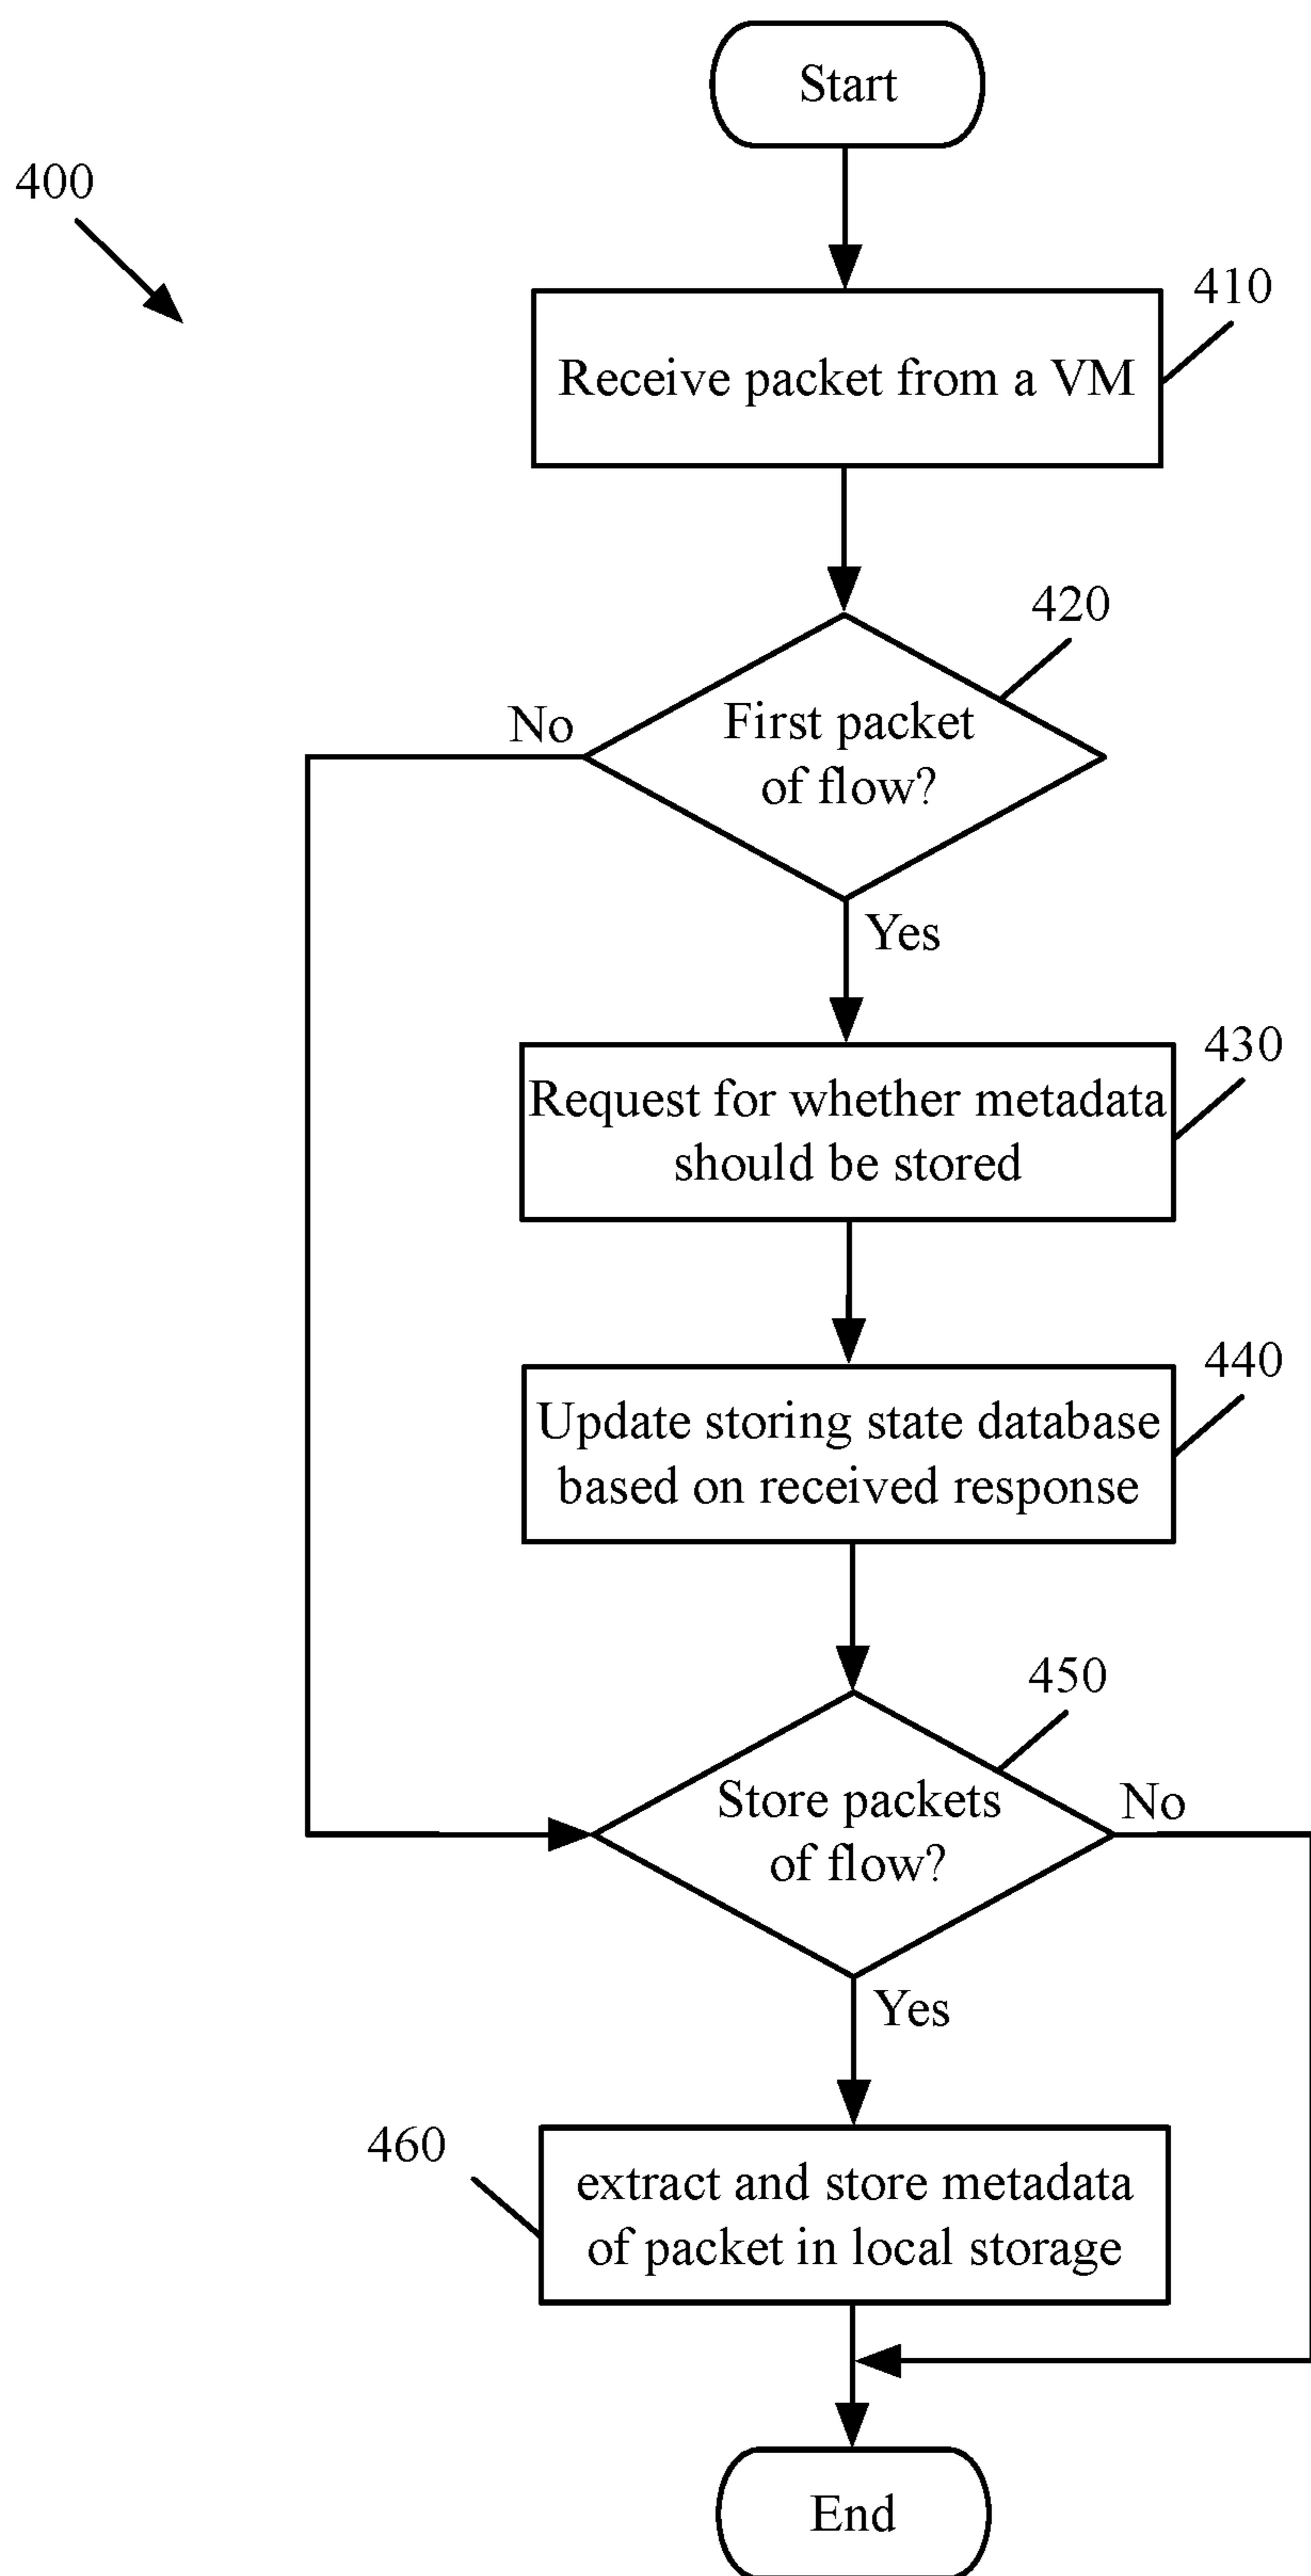 Start
400
410
Receive packet from a VM
420
No
First packet
of flow?
Yes
430
Request for whether metadata
should be stored
440
Update storing state database
based on received response
450
Store packets
of flow?
No
Yes
460
extract and store metadata
of packet in local storage
End